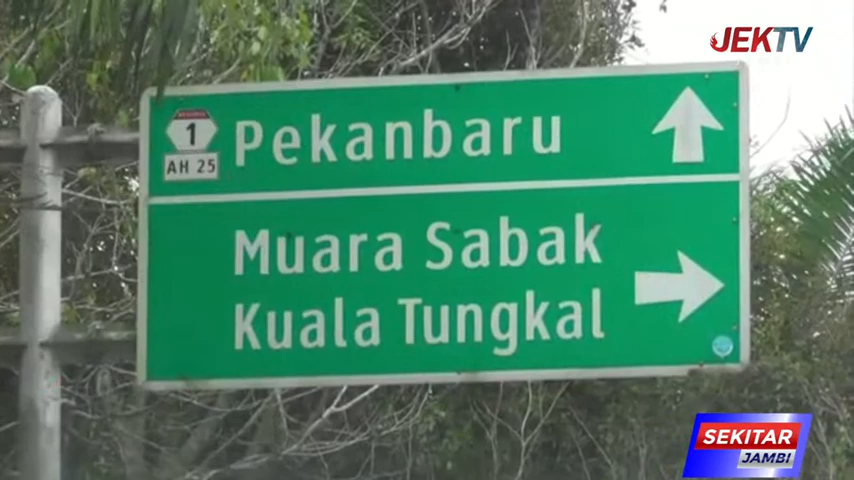 JEKTV
1
AH 25
Pekanbaru
Muara Sabak
Kuala Tungkal
SEKITAR
JAMBI